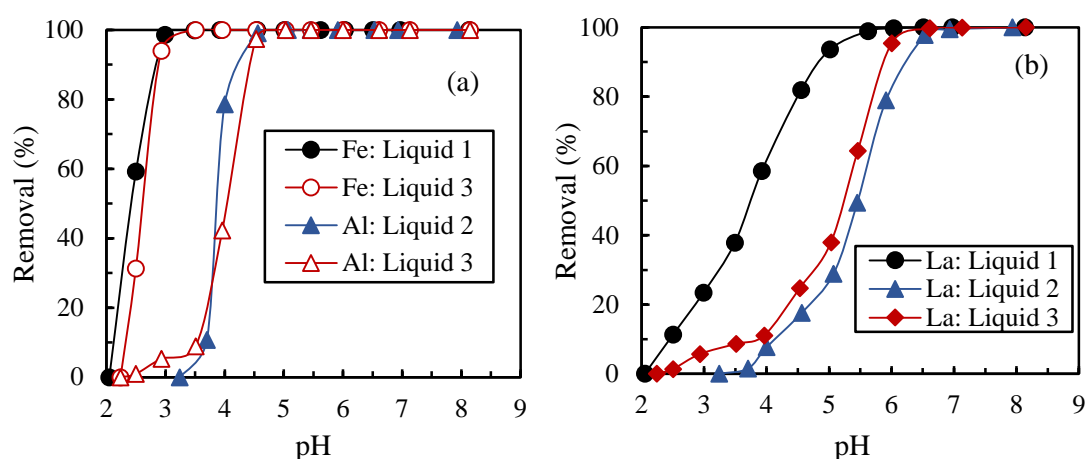 Removal (%)
100
80
60
40
20
0
(a)
Fe: Liquid 1
Fe: Liquid 3
Al: Liquid 2
Al: Liquid 3
2 3 4 5 6 7 8 9
pH
Removal (%)
100
80
60
40
20
0
(b)
La: Liquid 1
La: Liquid 2
La: Liquid 3
2 3 4 5 6 7 8 9
pH